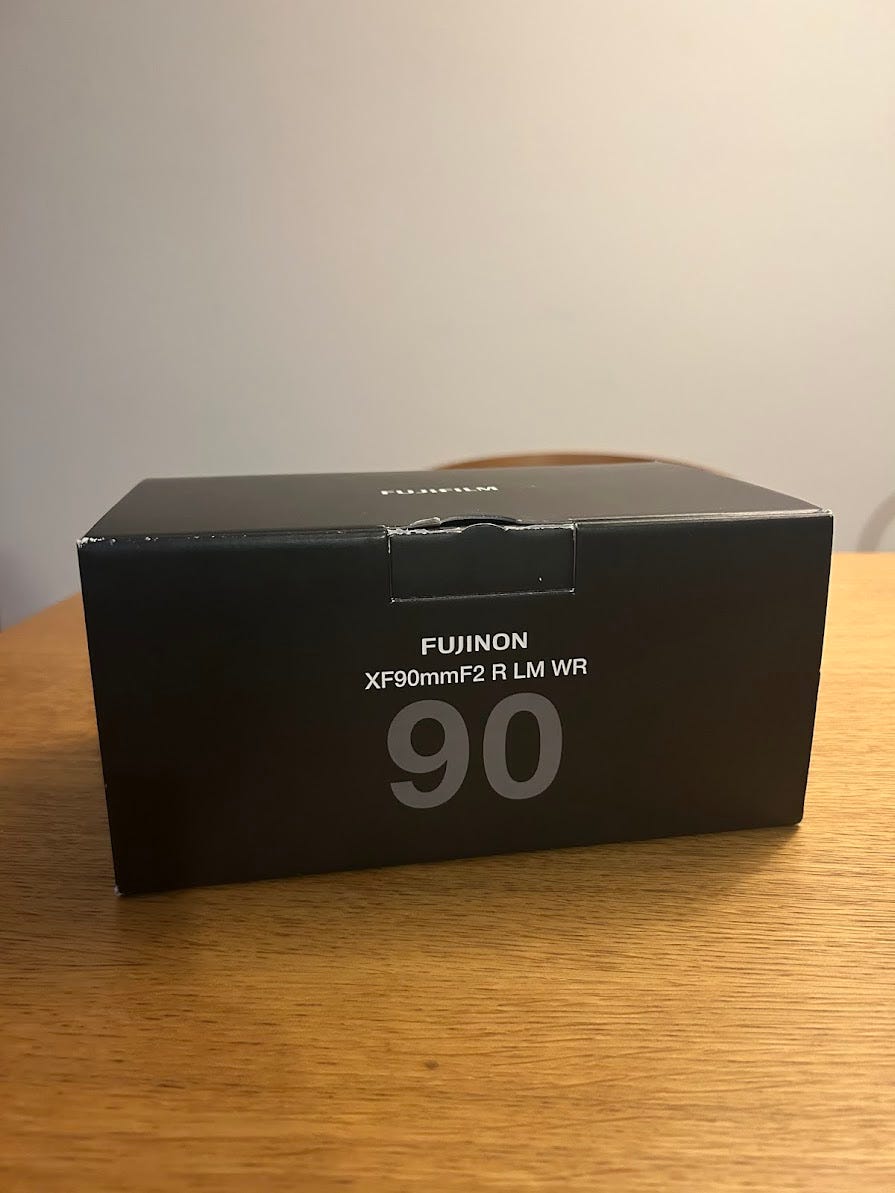 FUJIFILM
FUJINON
XF90mmF2 R LM WR
90